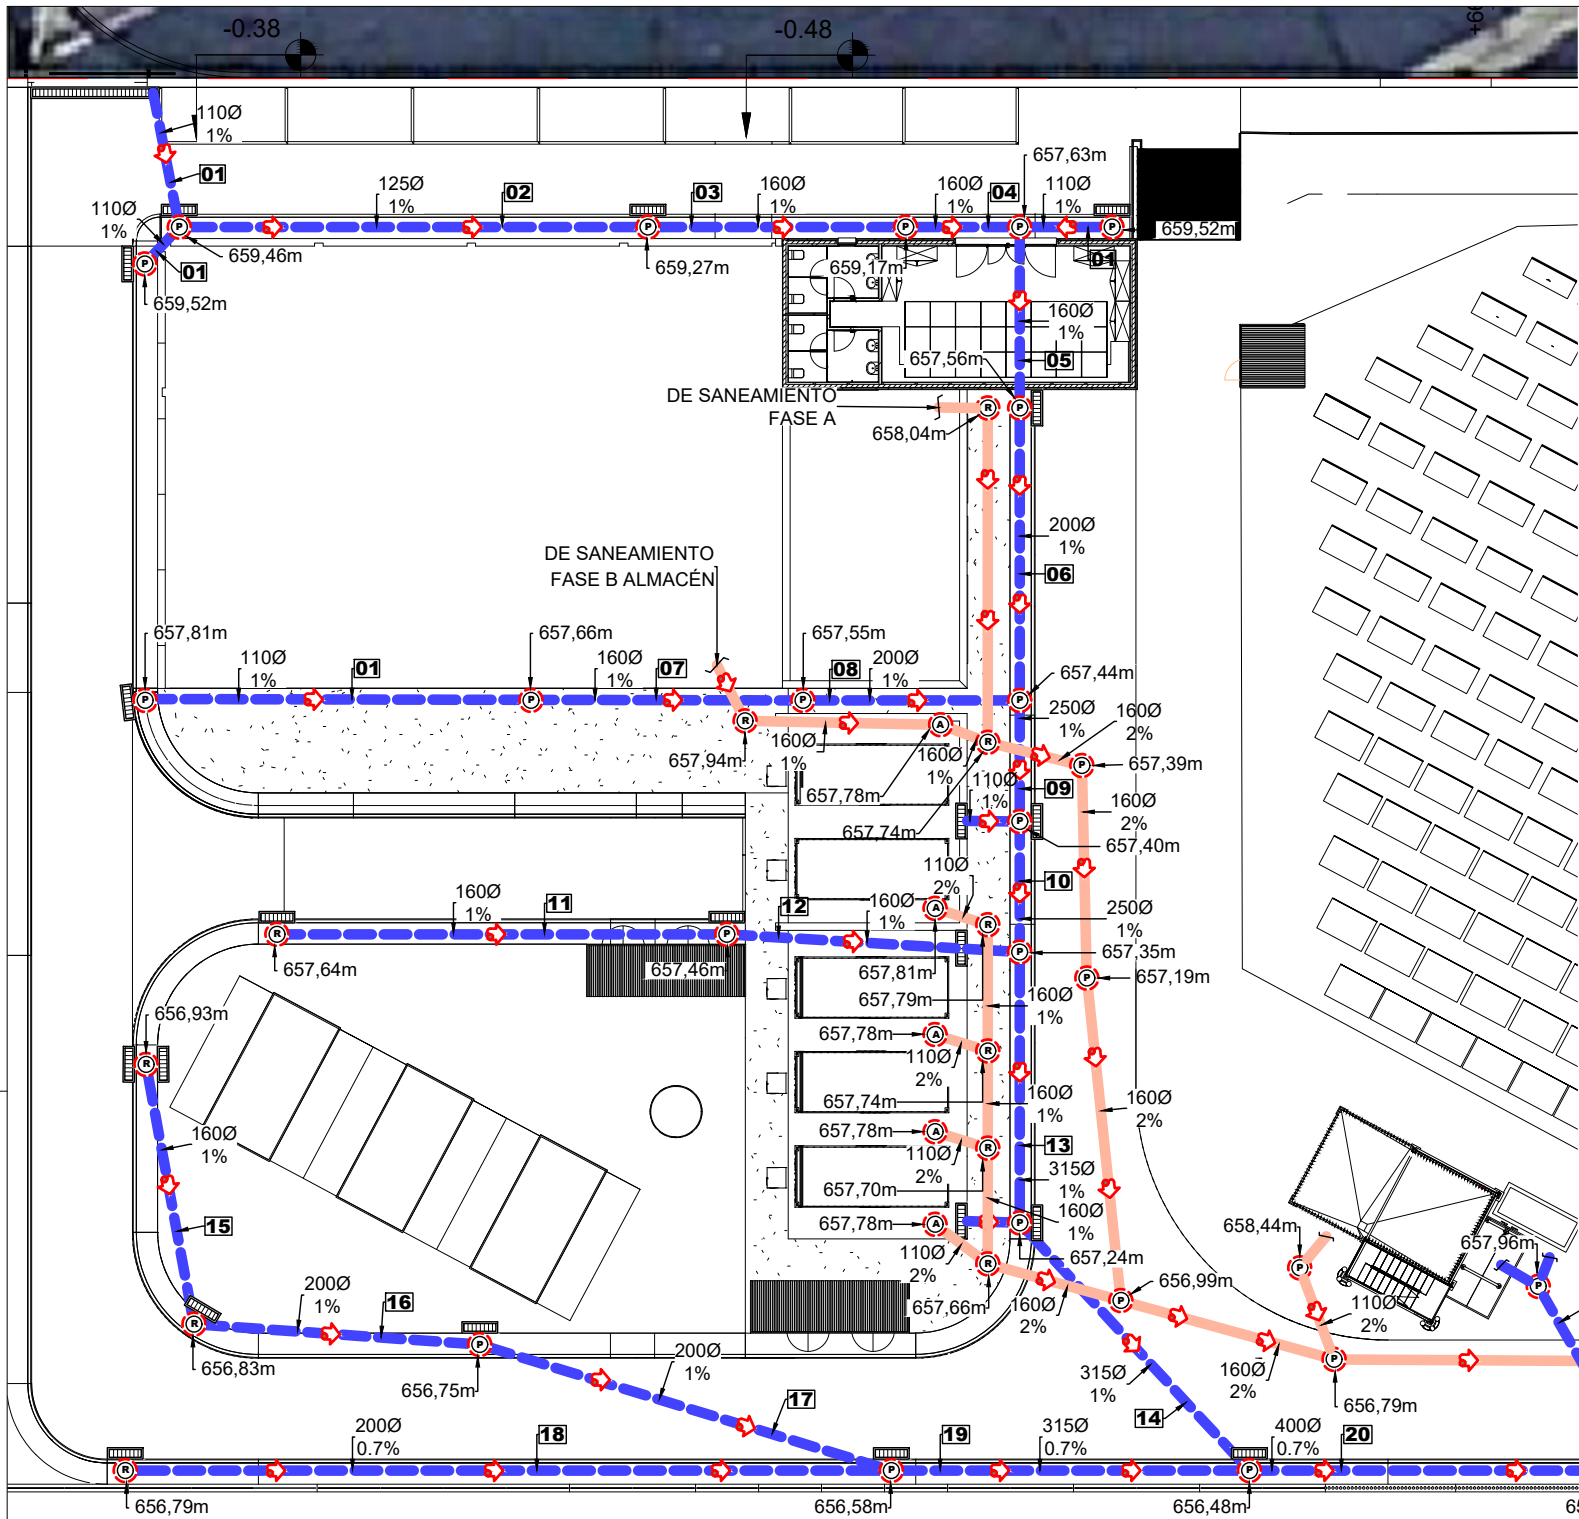 -0.38
-0.48
+66
110Ø
1%
01
110Ø
1%
01
125Ø
1%
02
03
160Ø
1%
160Ø
1%
04
657,63m
110Ø
1%
01
659,52m
659,46m
659,52m
659,27m
659,17m
160Ø
1%
05
657,56m
DE SANEAMIENTO
FASE A
658,04m
200Ø
1%
06
DE SANEAMIENTO
FASE B ALMACÉN
657,81m
110Ø
1%
01
657,66m
160Ø
1%
07
657,55m
08
200Ø
1%
657,44m
250Ø
1%
160Ø
2%
657,94m
160Ø
1%
160Ø
1%
657,78m
110Ø
1%
09
657,39m
160Ø
2%
657,74m
657,40m
110Ø
2%
10
160Ø
1%
11
12
160Ø
1%
250Ø
1%
657,64m
657,46m
657,81m
657,35m
657,19m
657,79m
160Ø
1%
656,93m
657,78m
110Ø
2%
657,74m
160Ø
1%
160Ø
2%
160Ø
1%
657,78m
110Ø
2%
13
657,70m
315Ø
1%
160Ø
1%
15
657,78m
110Ø
2%
657,24m
658,44m
657,96m
200Ø
1%
16
657,66m
160Ø
2%
656,99m
110Ø
2%
656,83m
656,75m
200Ø
1%
315Ø
1%
160Ø
2%
17
14
656,79m
200Ø
0.7%
18
19
315Ø
0.7%
400Ø
0.7%
20
656,79m
656,58m
656,48m
P
P
P
P
P
P
R
P
P
P
P
P
R
A
R
P
P
A
R
R
P
P
P
R
A
R
A
R
A
P
R
P
P
P
R
P
P
R
P
P